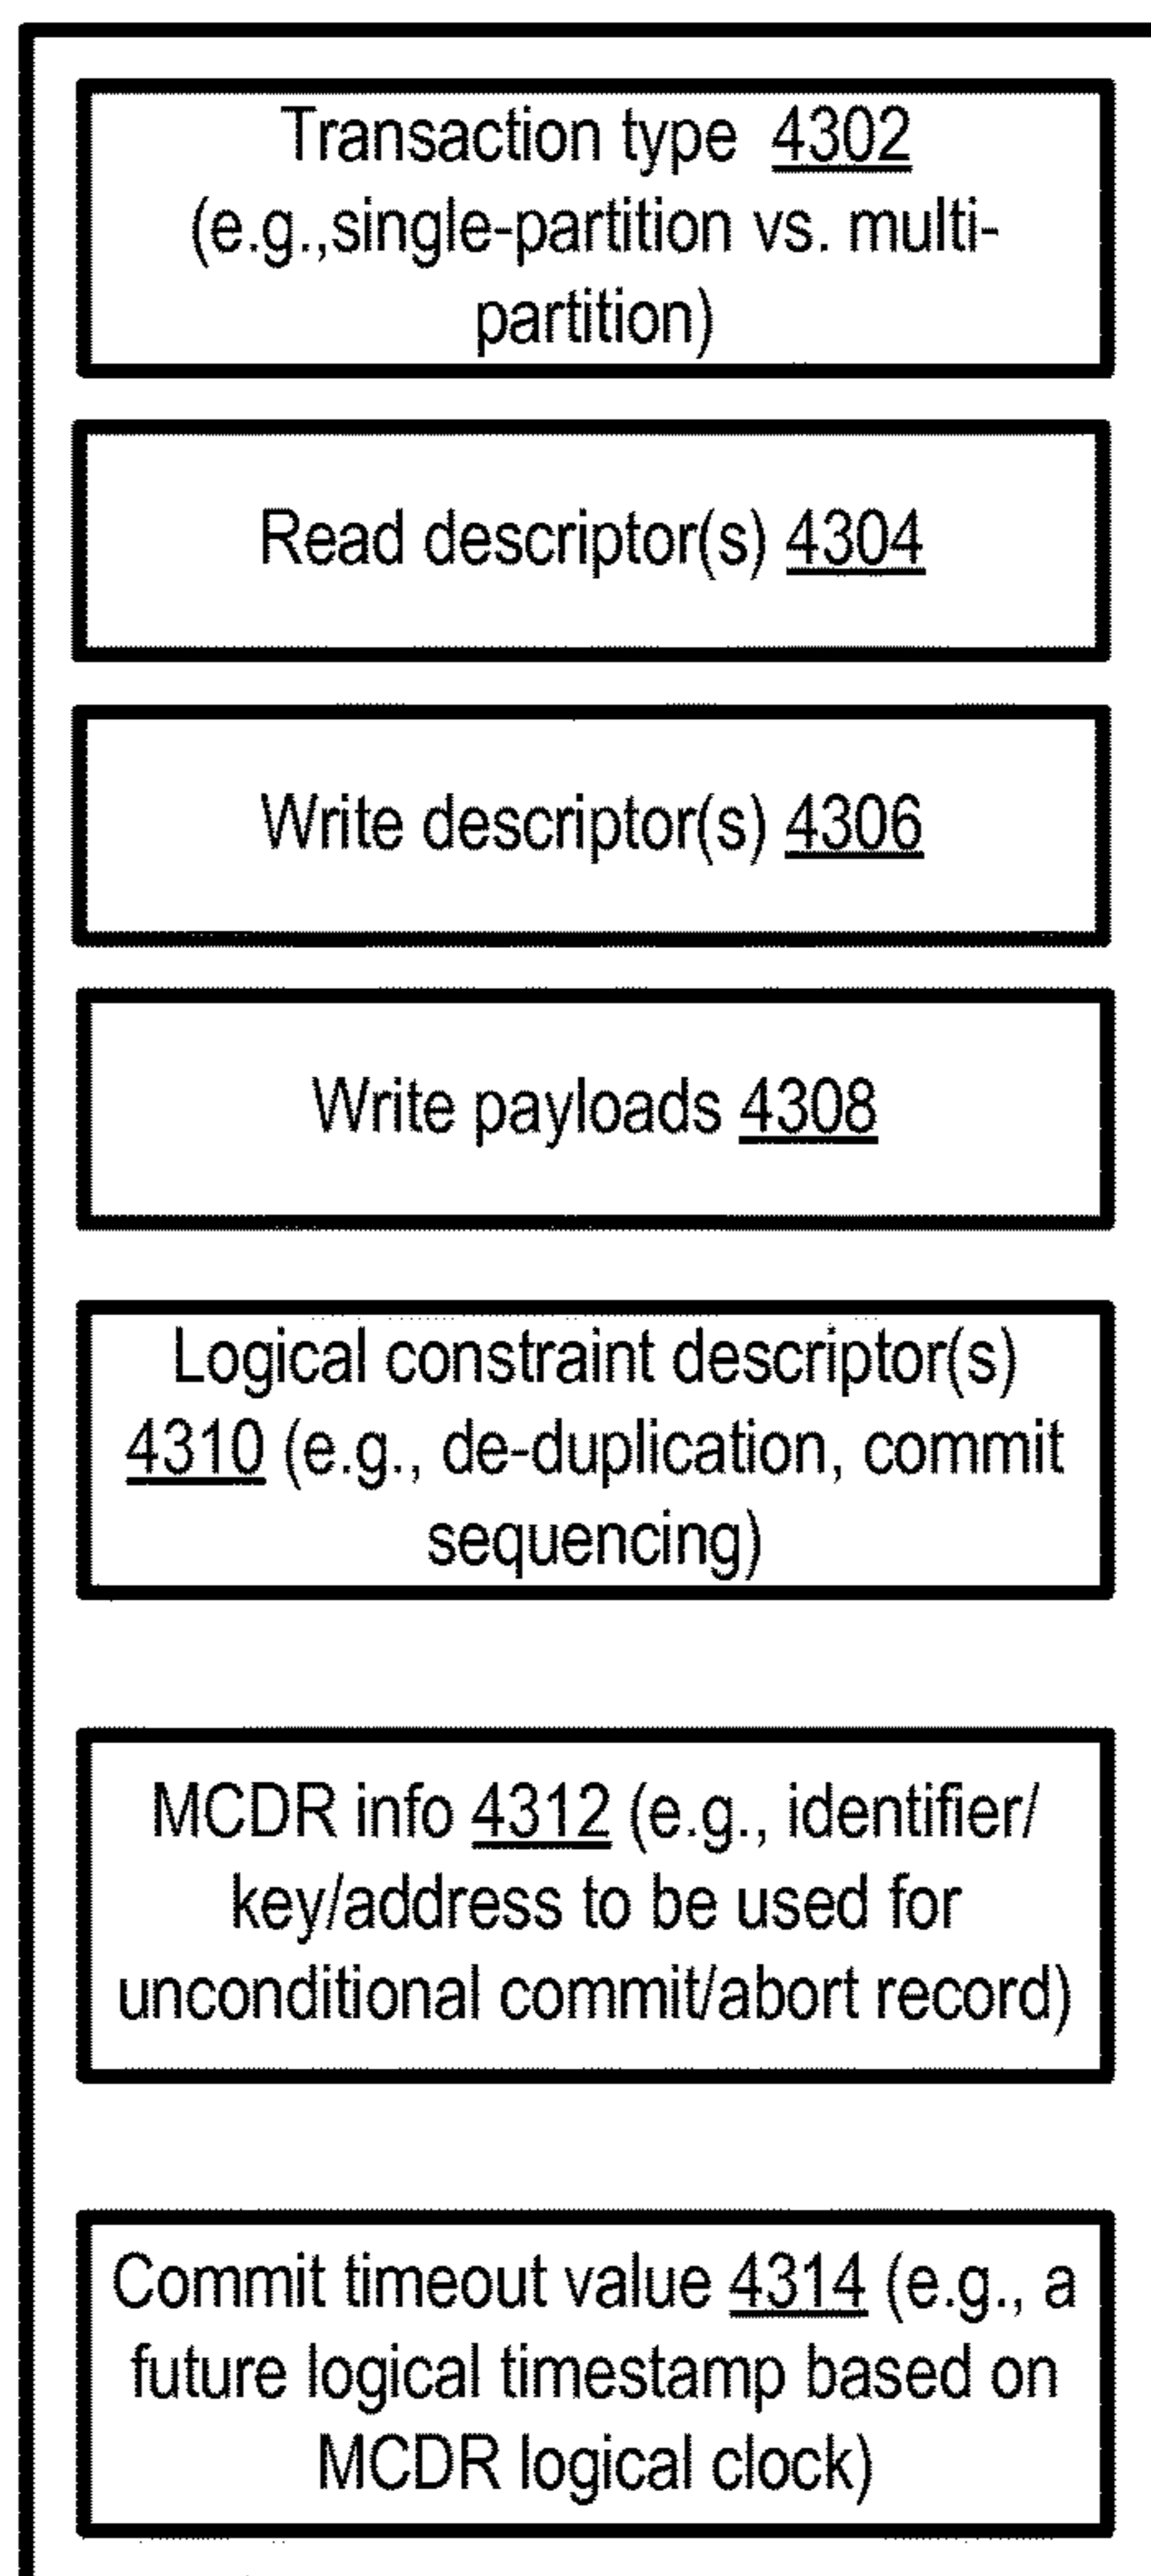 Transaction type 4302
(e.g.,single-partition vs. multi-
partition)
Read descriptor(s) 4304
Write descriptor(s) 4306
Write payloads 4308
Logical constraint descriptor(s)
4310 (e.g., de-duplication, commit
sequencing)
MCDR info 4312 (e.g., identifier/
key/address to be used for
unconditional commit/abort record)
Commit timeout value 4314 (e.g., a
future logical timestamp based on
MCDR logical clock)